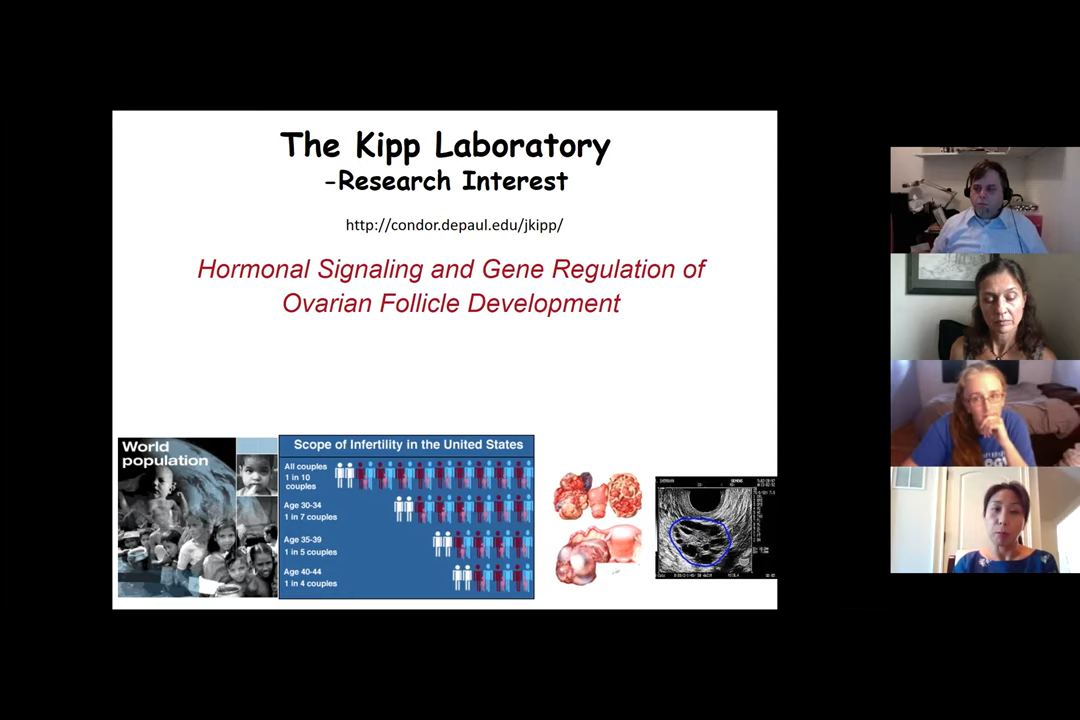 The Kipp Laboratory
-Research Interest
http://condor.depaul.edu/jkipp/
Hormonal Signaling and Gene Regulation of
Ovarian Follicle Development
World
population
Scope of Infertility in the United States
All couples
1 in 10
couples
Age 30-34
1 in 7 couples
Age 35-39
1 in 5 couples
Age 40-44
1 in 4 couples